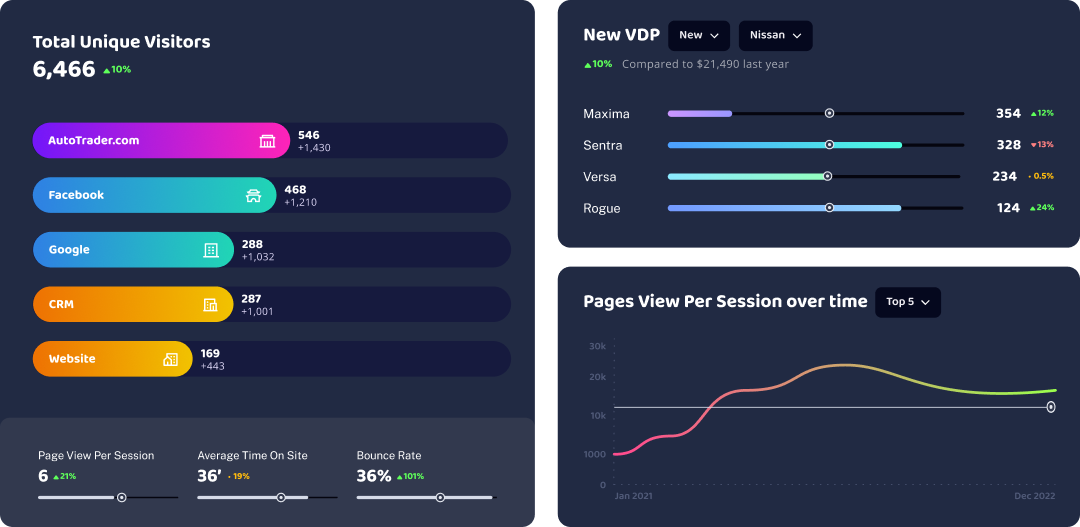 Total Unique Visitors
6,466 10%
AutoTrader.com
546
+1,430
Facebook
468
+1,210
Google
288
+1,032
CRM
287
+1,001
Website
169
+443
Page View Per Session
6 21%
Average Time On Site
36’ 19%
Bounce Rate
36% 101%
New VDP New Nissan
10% Compared to $21,490 last year
Maxima 354 12%
Sentra 328 13%
Versa 234 0.5%
Rogue 124 24%
Pages View Per Session over time Top 5
30k
20k
10k
1000
0
Jan 2021 Dec 2022